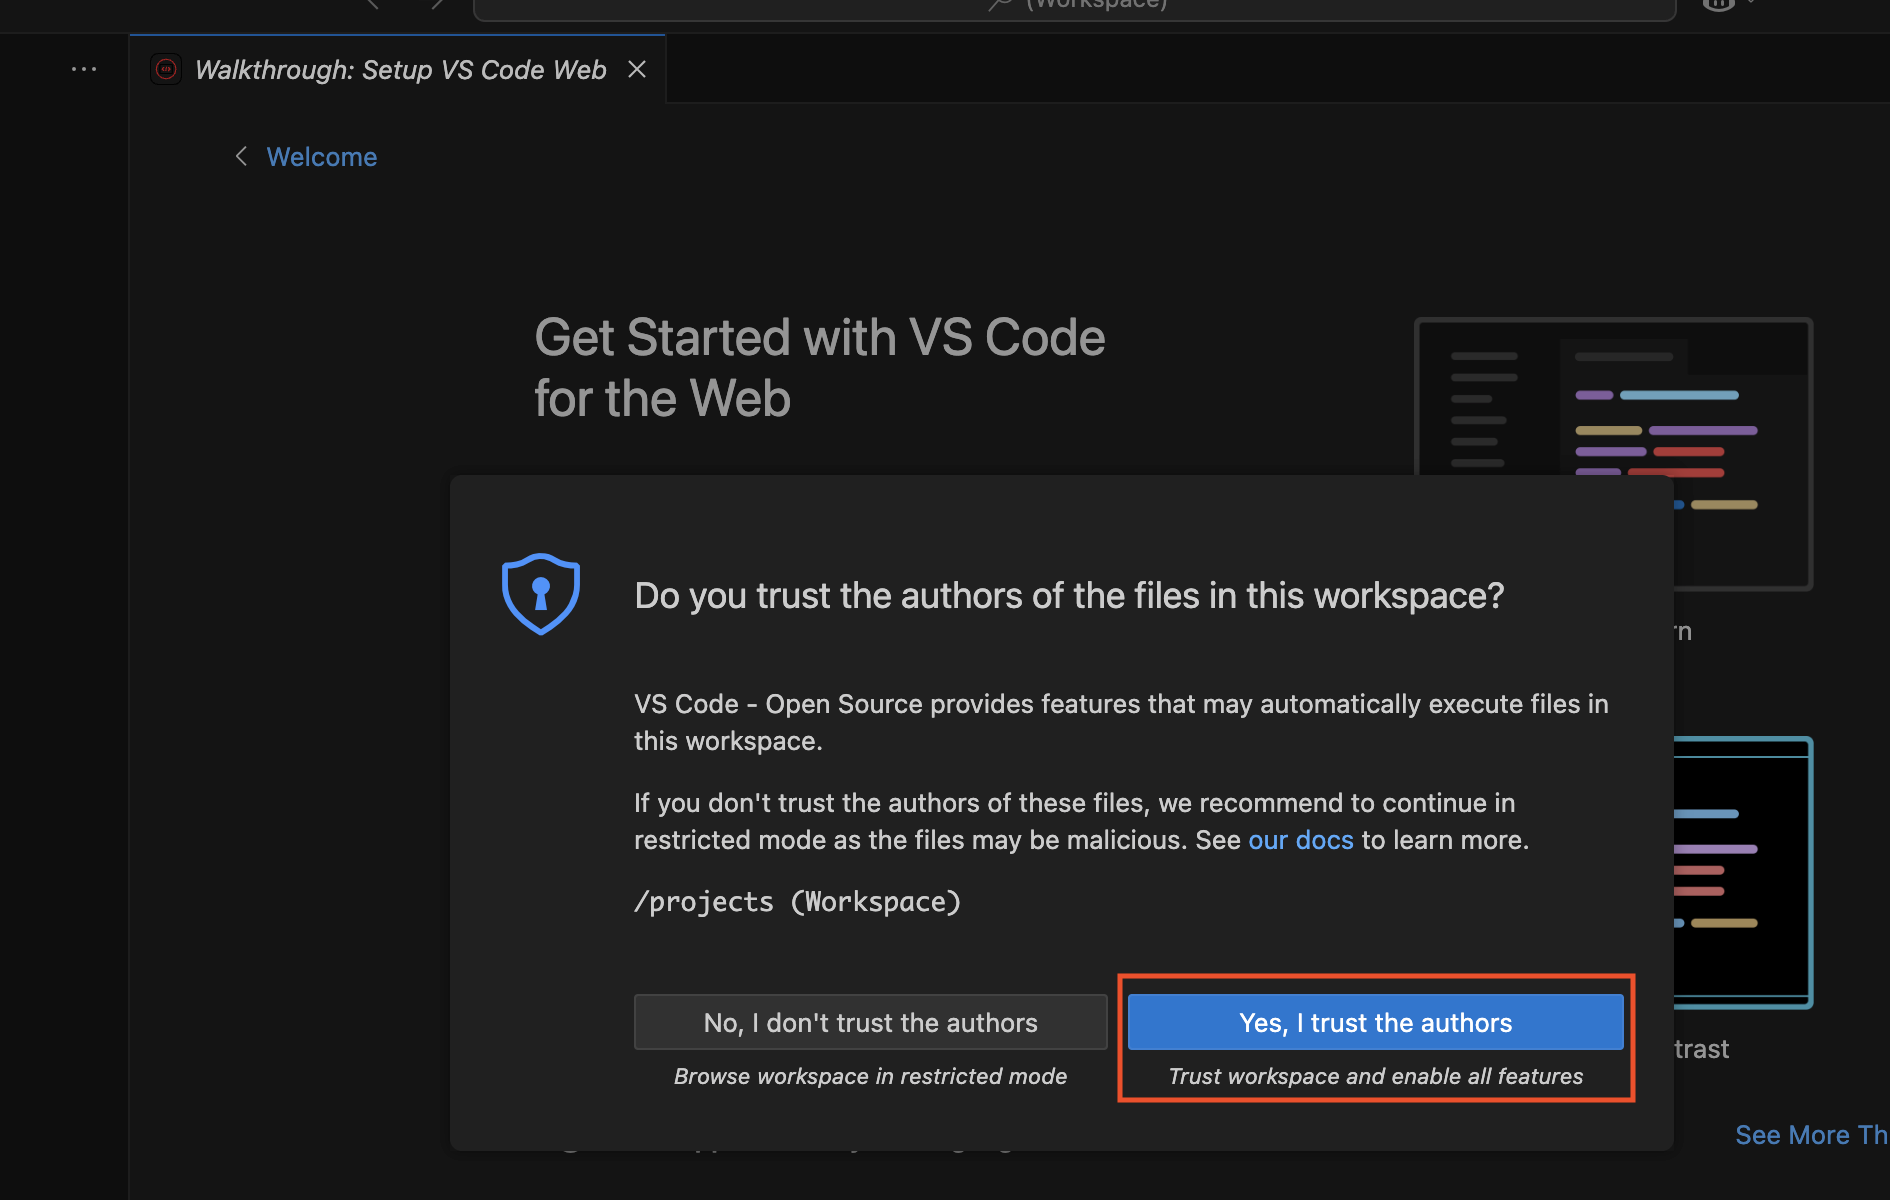 (Workspace)
Walkthrough: Setup VS Code Web
Welcome
Get Started with VS Code
for the Web
Do you trust the authors of the files in this workspace?
VS Code - Open Source provides features that may automatically execute files in
this workspace.
If you don't trust the authors of these files, we recommend to continue in
restricted mode as the files may be malicious. See our docs to learn more.
/projects (Workspace)
No, I don't trust the authors
Yes, I trust the authors
Browse workspace in restricted mode
Trust workspace and enable all features
See More Th